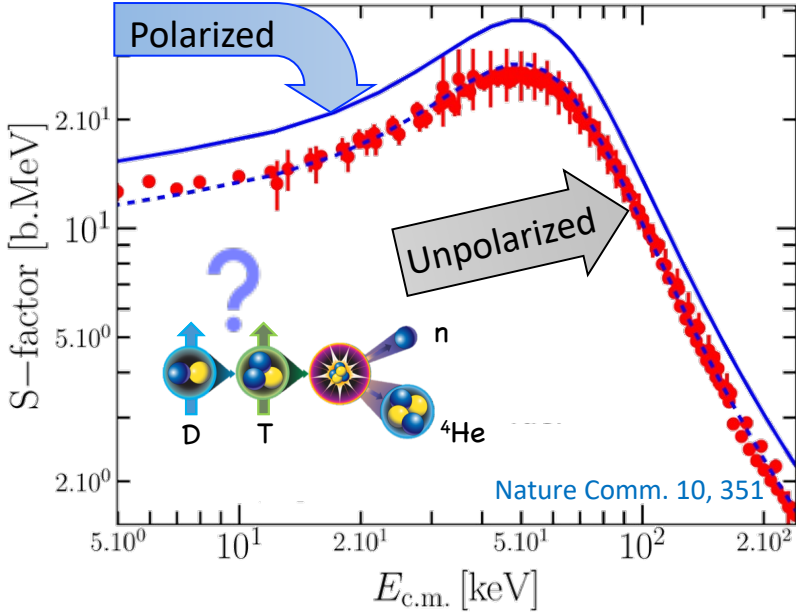 Polarized
Unpolarized
?
n
D
T
⁴He
Nature Comm. 10, 351
S−factor [b.MeV]
2.10¹
10¹
5.10⁰
2.10⁰
5.10⁰
10¹
2.10¹
5.10¹
10²
2.10²
E_c.m. [keV]